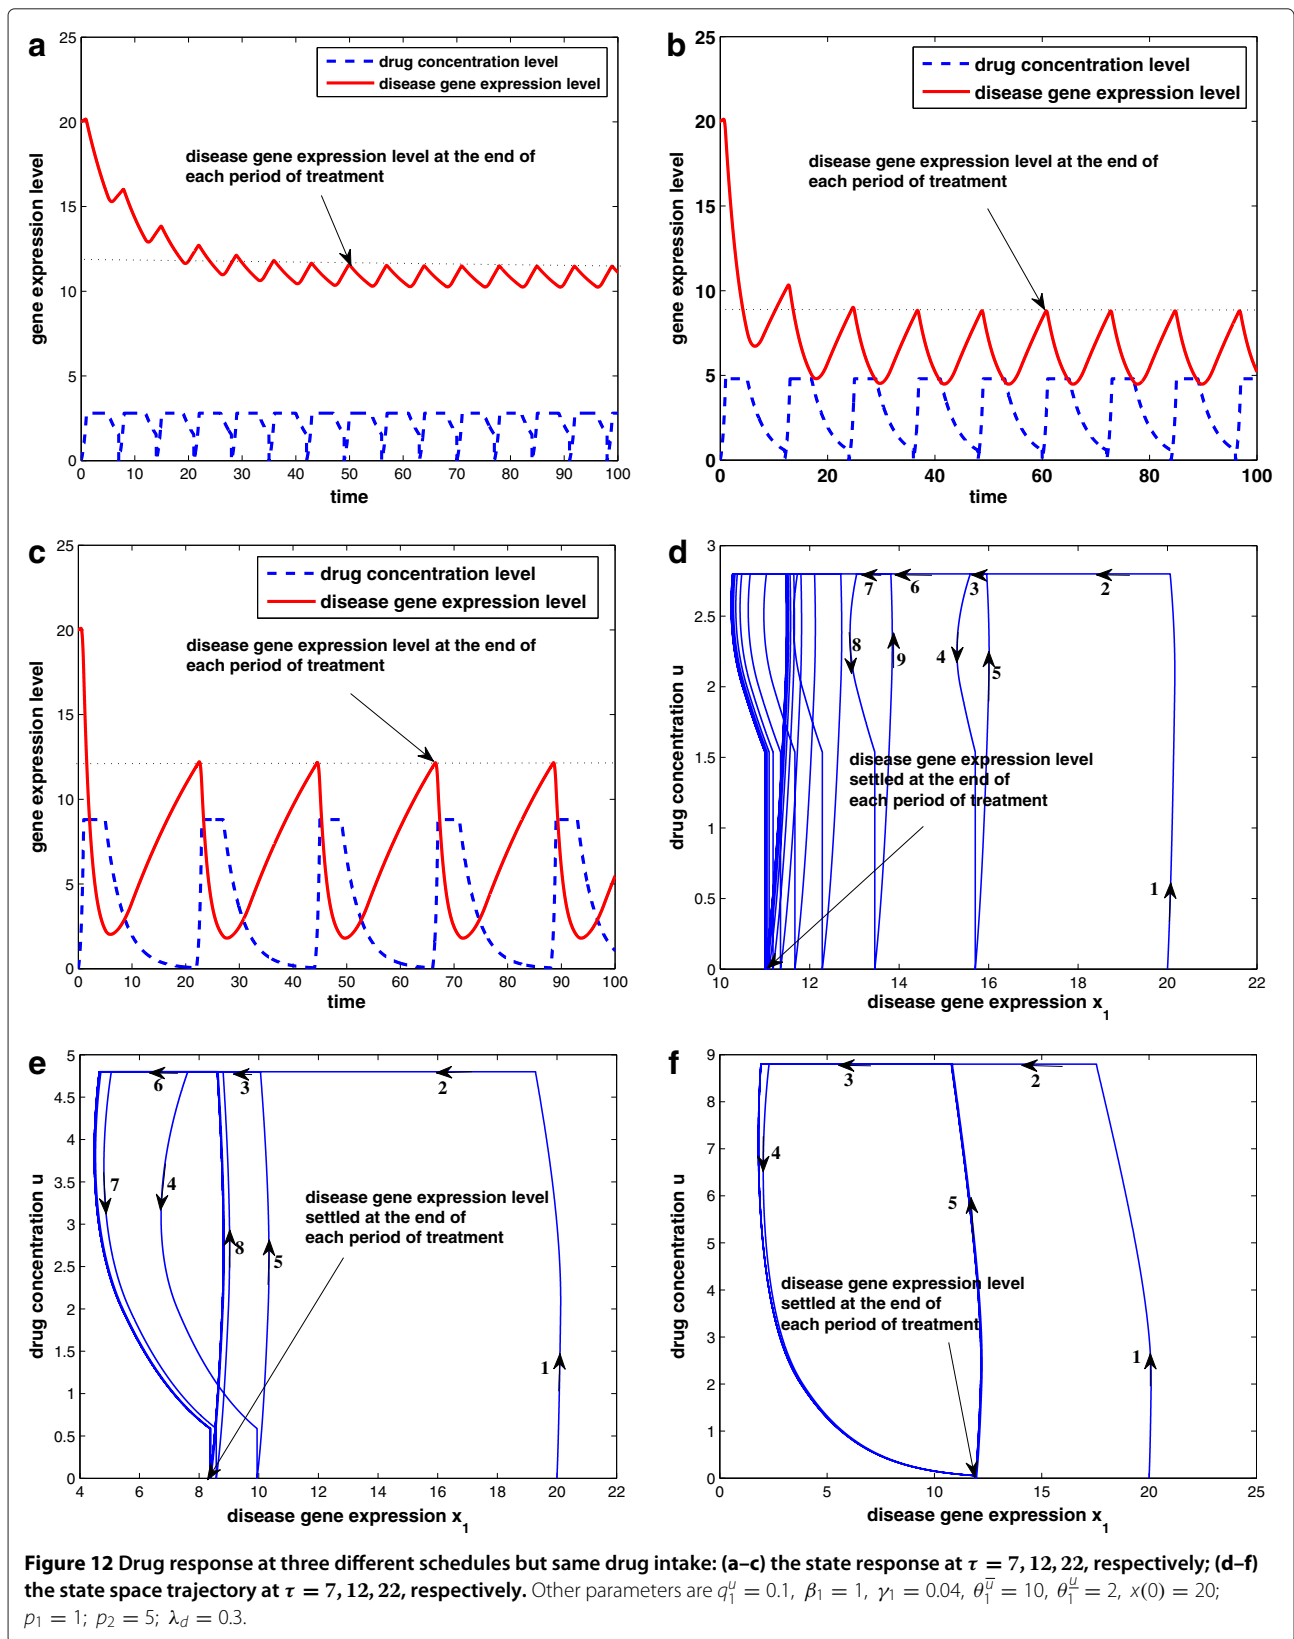 a
25
20
15
10
5
0
gene expression level
drug concentration level
disease gene expression level
disease gene expression level at the end of
each period of treatment
0 10 20 30 40 50 60 70 80 90 100
time
b
25
20
15
10
5
0
gene expression level
drug concentration level
disease gene expression level
disease gene expression level at the end of
each period of treatment
0 20 40 60 80 100
time
c
25
20
15
10
5
0
gene expression level
drug concentration level
disease gene expression level
disease gene expression level at the end of
each period of treatment
0 10 20 30 40 50 60 70 80 90 100
time
d
3
2.5
2
1.5
1
0.5
0
drug concentration u
7 6 3 2
8 9 4 5
1
disease gene expression level
settled at the end of
each period of treatment
10 12 14 16 18 20 22
disease gene expression x_1
e
5
4.5
4
3.5
3
2.5
2
1.5
1
0.5
0
drug concentration u
6 3 2
7 4
8 5
1
disease gene expression level
settled at the end of
each period of treatment
4 6 8 10 12 14 16 18 20 22
disease gene expression x_1
f
9
8
7
6
5
4
3
2
1
0
drug concentration u
3 2
4
5
1
disease gene expression level
settled at the end of
each period of treatment
0 5 10 15 20 25
disease gene expression x_1
Figure 12 Drug response at three different schedules but same drug intake: (a–c) the state response at τ = 7, 12, 22, respectively; (d–f)
the state space trajectory at τ = 7, 12, 22, respectively. Other parameters are q_1^u = 0.1, β_1 = 1, γ_1 = 0.04, θ_1^{\overline{u}} = 10, θ_1^{\underline{u}} = 2, x(0) = 20;
p_1 = 1; p_2 = 5; λ_d = 0.3.